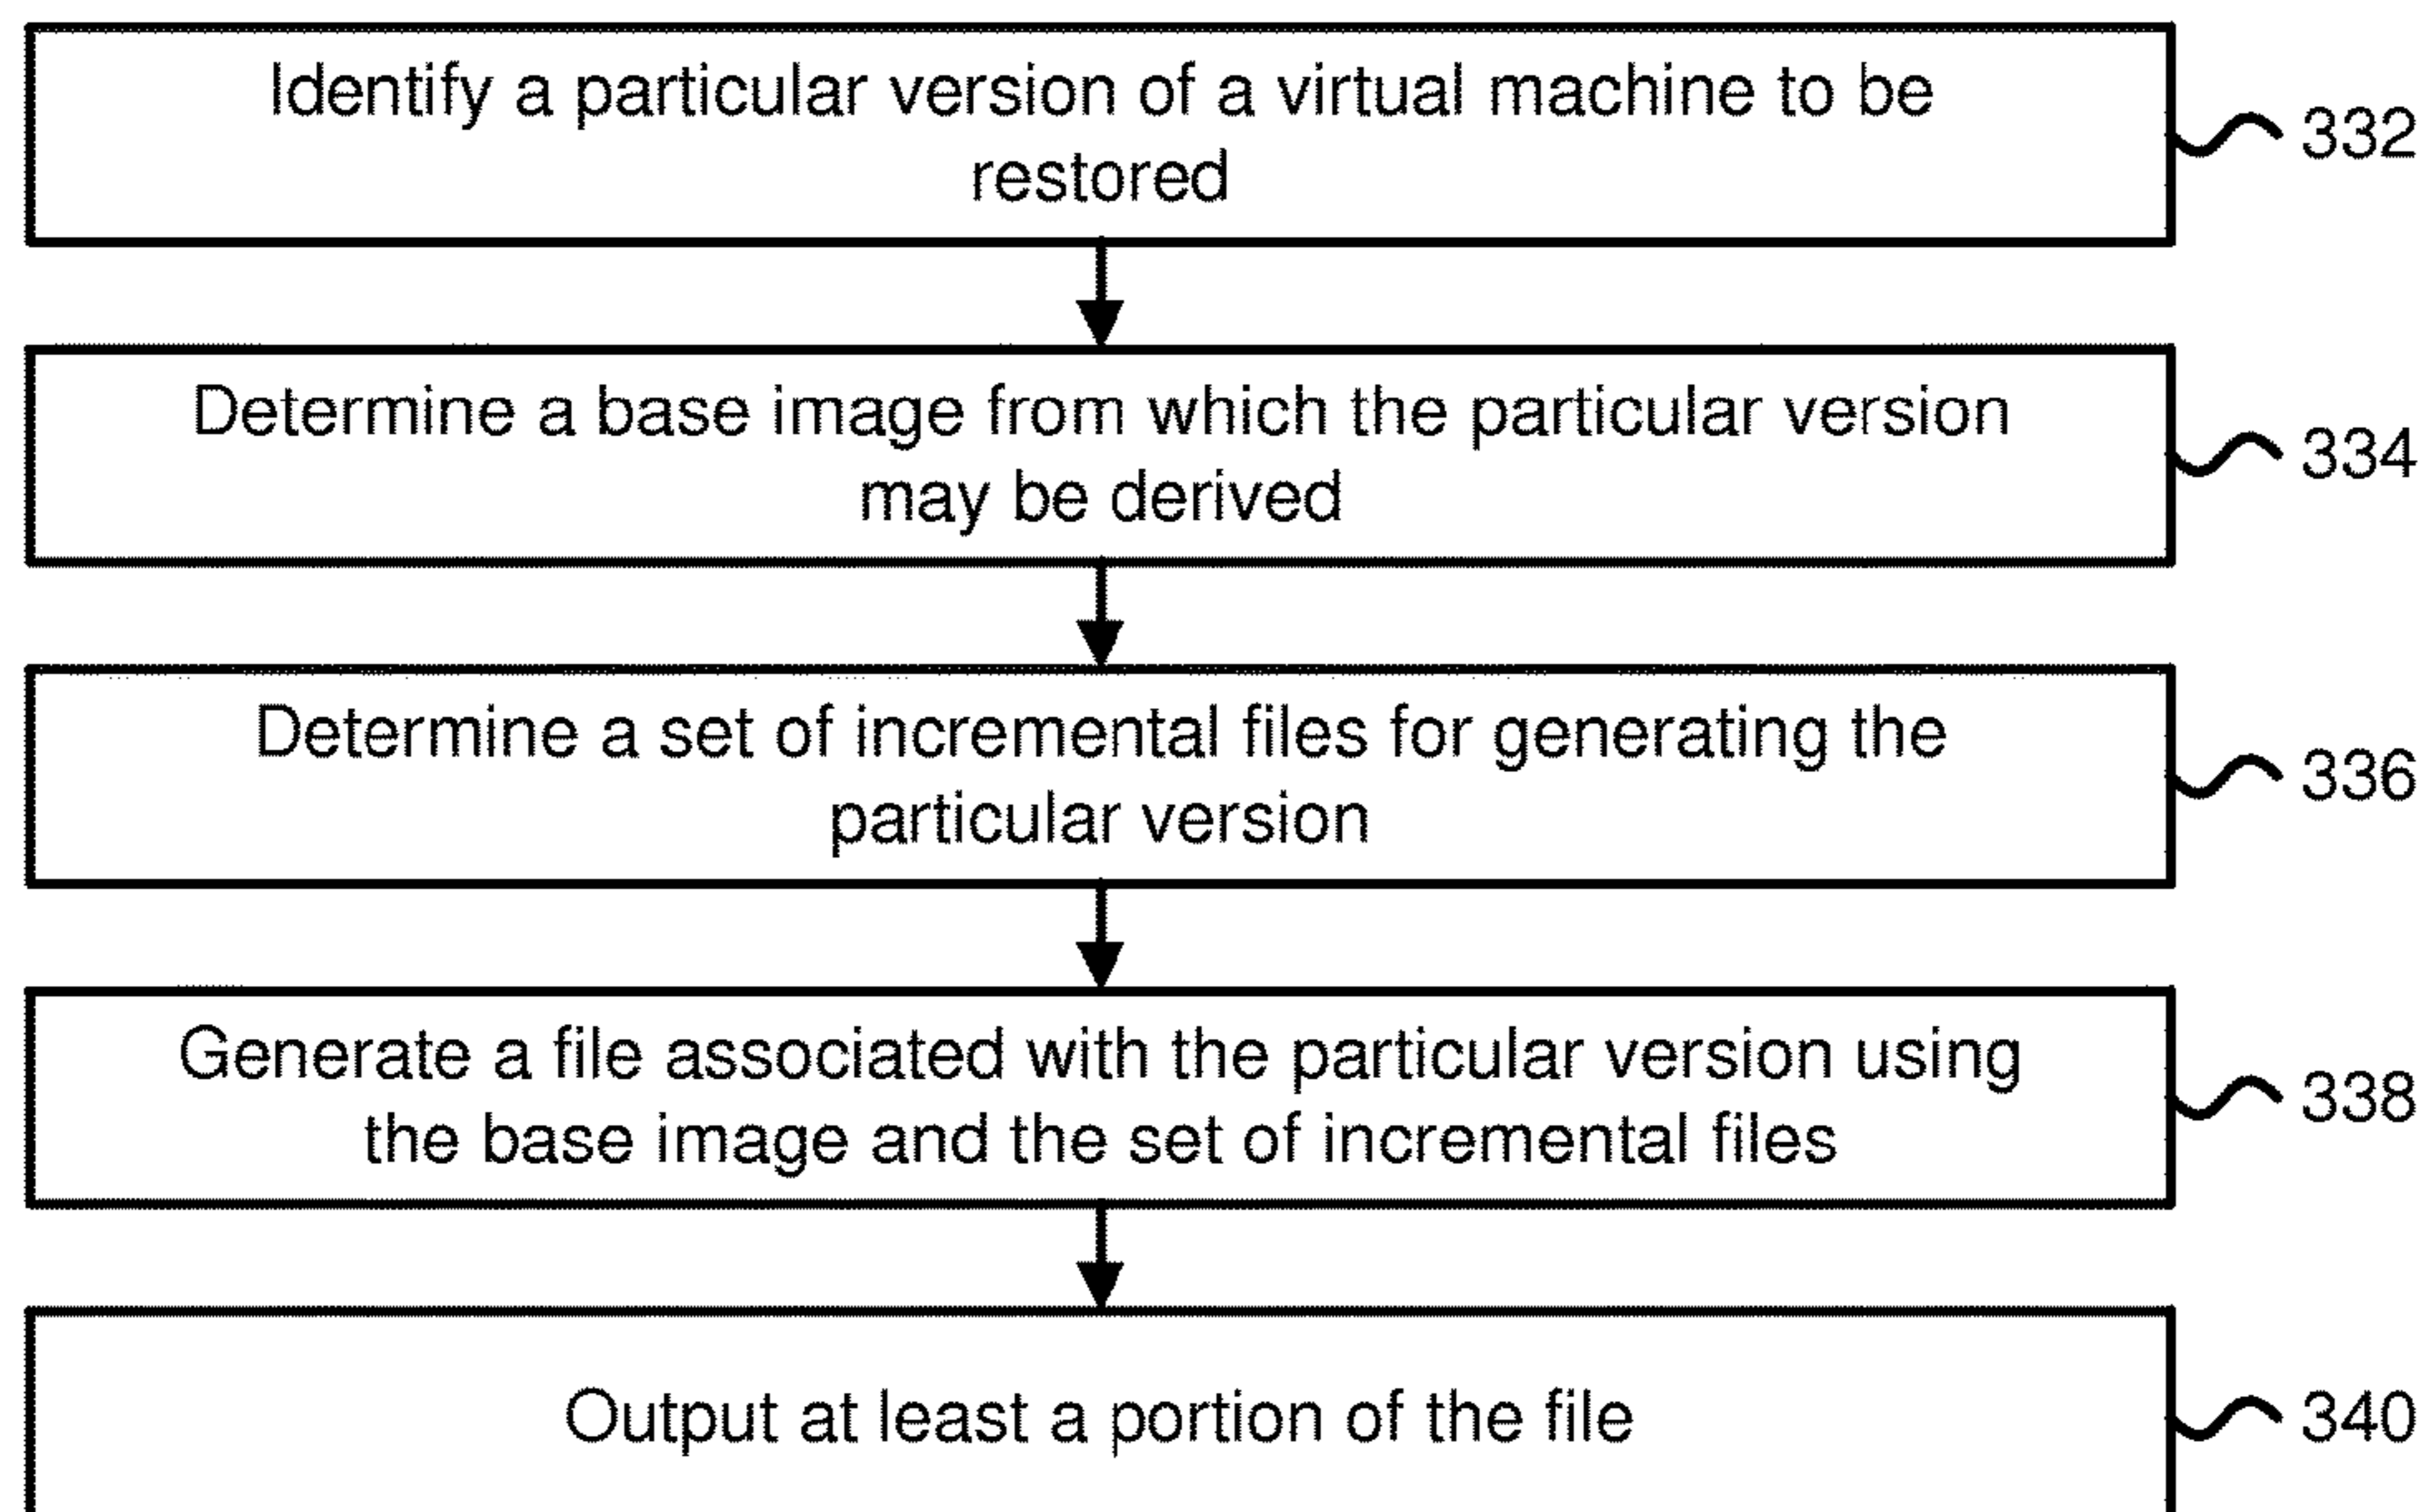 Identify a particular version of a virtual machine to be
restored
332
Determine a base image from which the particular version
may be derived
334
Determine a set of incremental files for generating the
particular version
336
Generate a file associated with the particular version using
the base image and the set of incremental files
338
Output at least a portion of the file
340